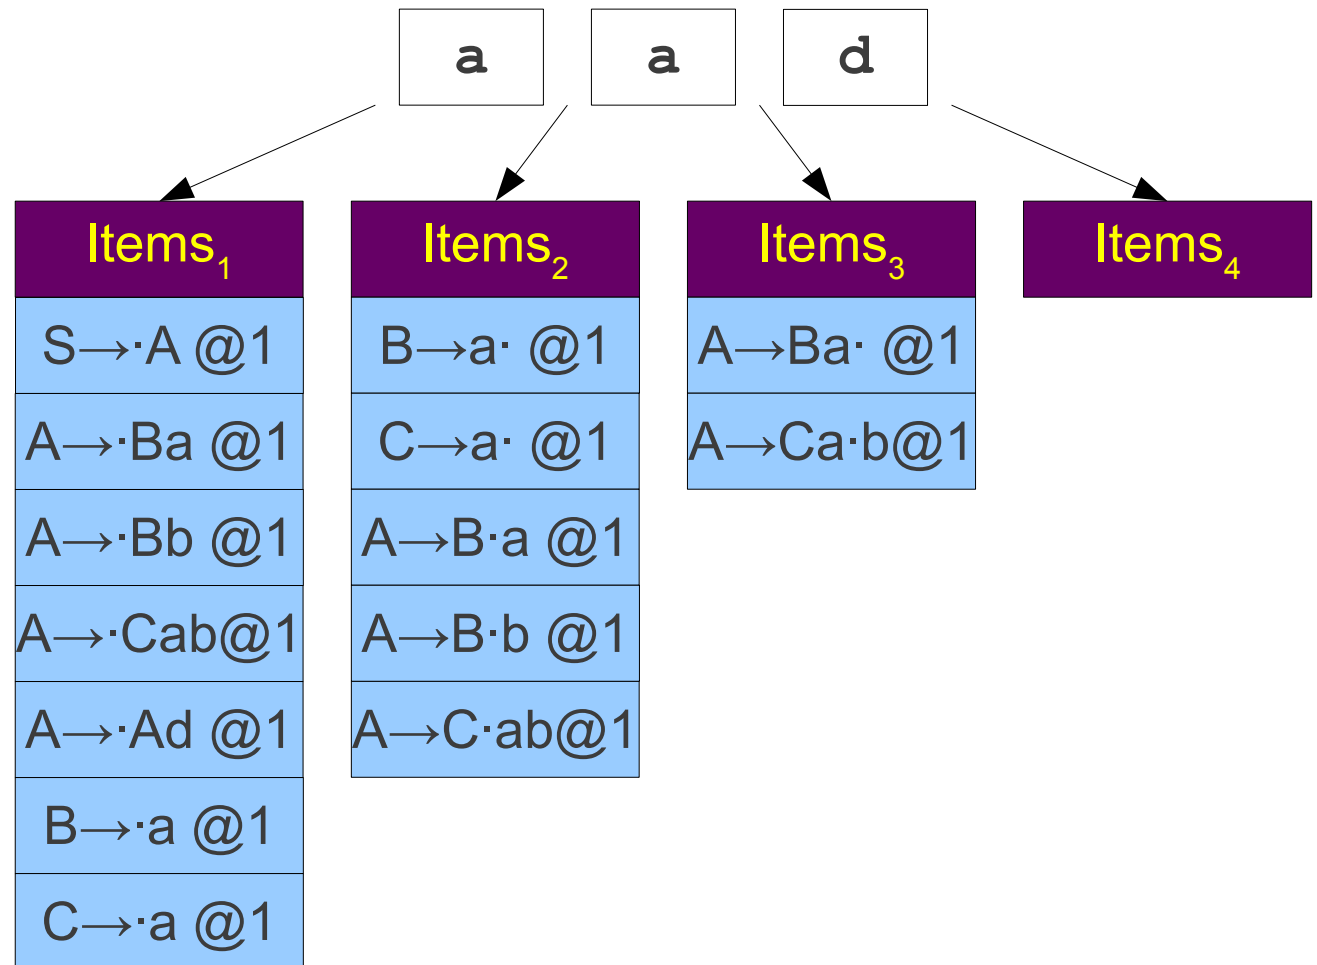 a a d
Items₁ Items₂ Items₃ Items₄
S→·A @1 B→a· @1 A→Ba· @1
A→·Ba @1 C→a· @1 A→Ca·b@1
A→·Bb @1 A→B·a @1
A→·Cab@1 A→B·b @1
A→·Ad @1 A→C·ab@1
B→·a @1
C→·a @1